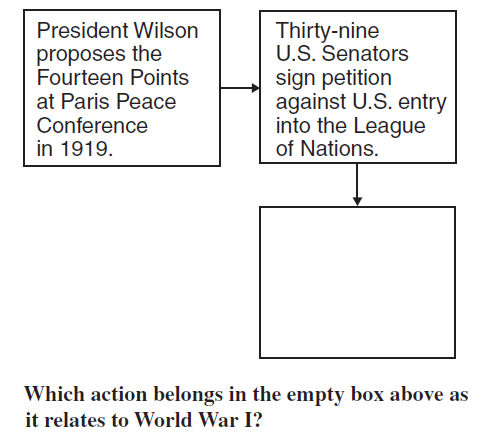 President Wilson
proposes the
Fourteen Points
at Paris Peace
Conference
in 1919.
Thirty-nine
U.S. Senators
sign petition
against U.S. entry
into the League
of Nations.
Which action belongs in the empty box above as
it relates to World War I?